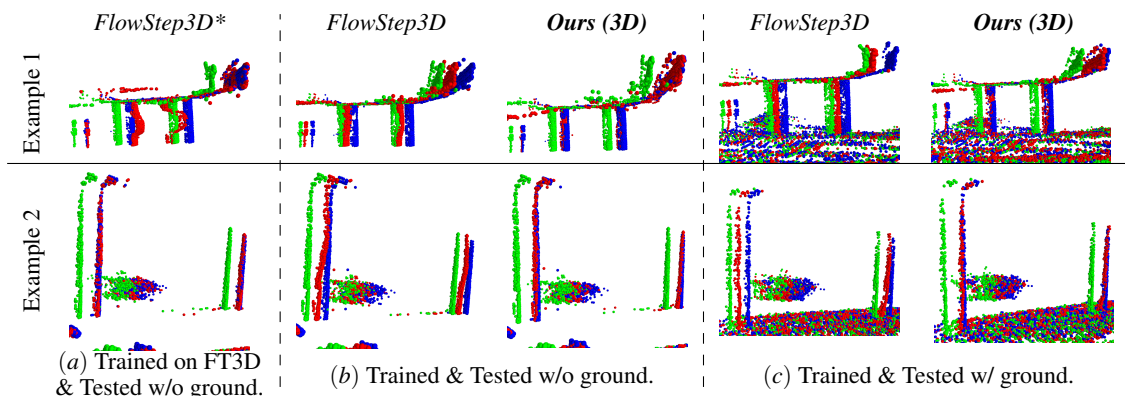 FlowStep3D*
FlowStep3D
Ours (3D)
FlowStep3D
Ours (3D)
Example 1
Example 2
(a) Trained on FT3D
& Tested w/o ground.
(b) Trained & Tested w/o ground.
(c) Trained & Tested w/ ground.